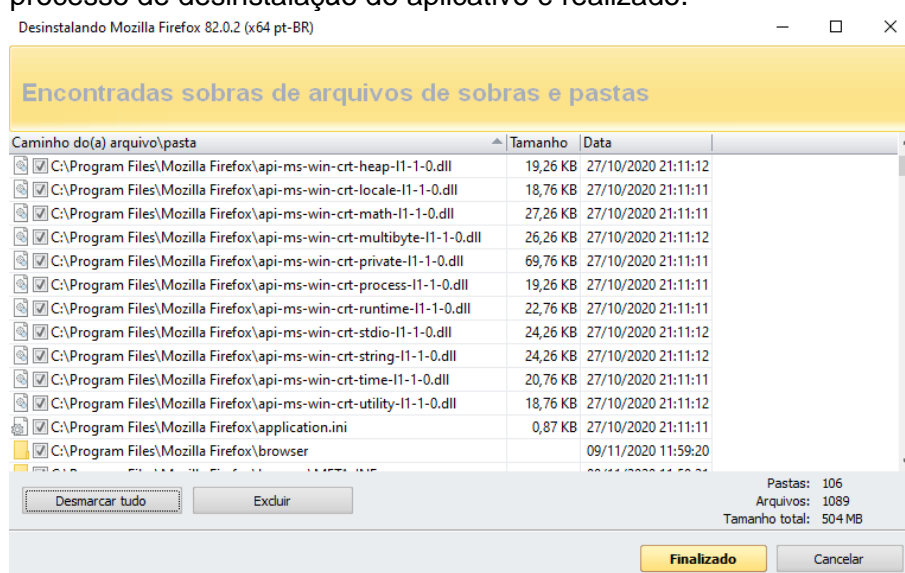 processo de desinstalação do aplicativo é realizado.
Desinstalando Mozilla Firefox 82.0.2 (x64 pt-BR)
Encontradas sobras de arquivos de sobras e pastas
Caminho do(a) arquivo\pasta Tamanho Data
C:\Program Files\Mozilla Firefox\api-ms-win-crt-heap-l1-1-0.dll 19,26 KB 27/10/2020 21:11:12
C:\Program Files\Mozilla Firefox\api-ms-win-crt-locale-l1-1-0.dll 18,76 KB 27/10/2020 21:11:11
C:\Program Files\Mozilla Firefox\api-ms-win-crt-math-l1-1-0.dll 27,26 KB 27/10/2020 21:11:11
C:\Program Files\Mozilla Firefox\api-ms-win-crt-multibyte-l1-1-0.dll 26,26 KB 27/10/2020 21:11:12
C:\Program Files\Mozilla Firefox\api-ms-win-crt-private-l1-1-0.dll 69,76 KB 27/10/2020 21:11:11
C:\Program Files\Mozilla Firefox\api-ms-win-crt-process-l1-1-0.dll 19,26 KB 27/10/2020 21:11:11
C:\Program Files\Mozilla Firefox\api-ms-win-crt-runtime-l1-1-0.dll 22,76 KB 27/10/2020 21:11:11
C:\Program Files\Mozilla Firefox\api-ms-win-crt-stdio-l1-1-0.dll 24,26 KB 27/10/2020 21:11:12
C:\Program Files\Mozilla Firefox\api-ms-win-crt-string-l1-1-0.dll 24,26 KB 27/10/2020 21:11:12
C:\Program Files\Mozilla Firefox\api-ms-win-crt-time-l1-1-0.dll 20,76 KB 27/10/2020 21:11:11
C:\Program Files\Mozilla Firefox\api-ms-win-crt-utility-l1-1-0.dll 18,76 KB 27/10/2020 21:11:12
C:\Program Files\Mozilla Firefox\application.ini 0,87 KB 27/10/2020 21:11:11
C:\Program Files\Mozilla Firefox\browser 09/11/2020 11:59:20
Pastas: 106
Desmarcar tudo Excluir Arquivos: 1089
Tamanho total: 504 MB
Finalizado Cancelar